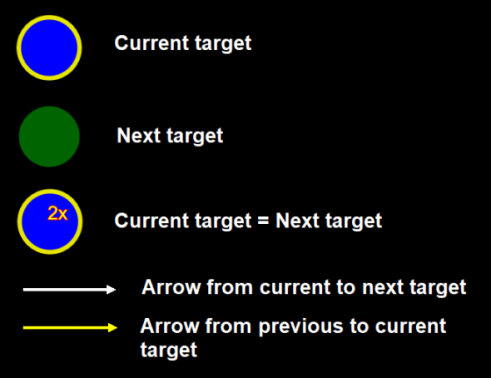 Current target
Next target
2x
Current target = Next target
Arrow from current to next target
Arrow from previous to current
target